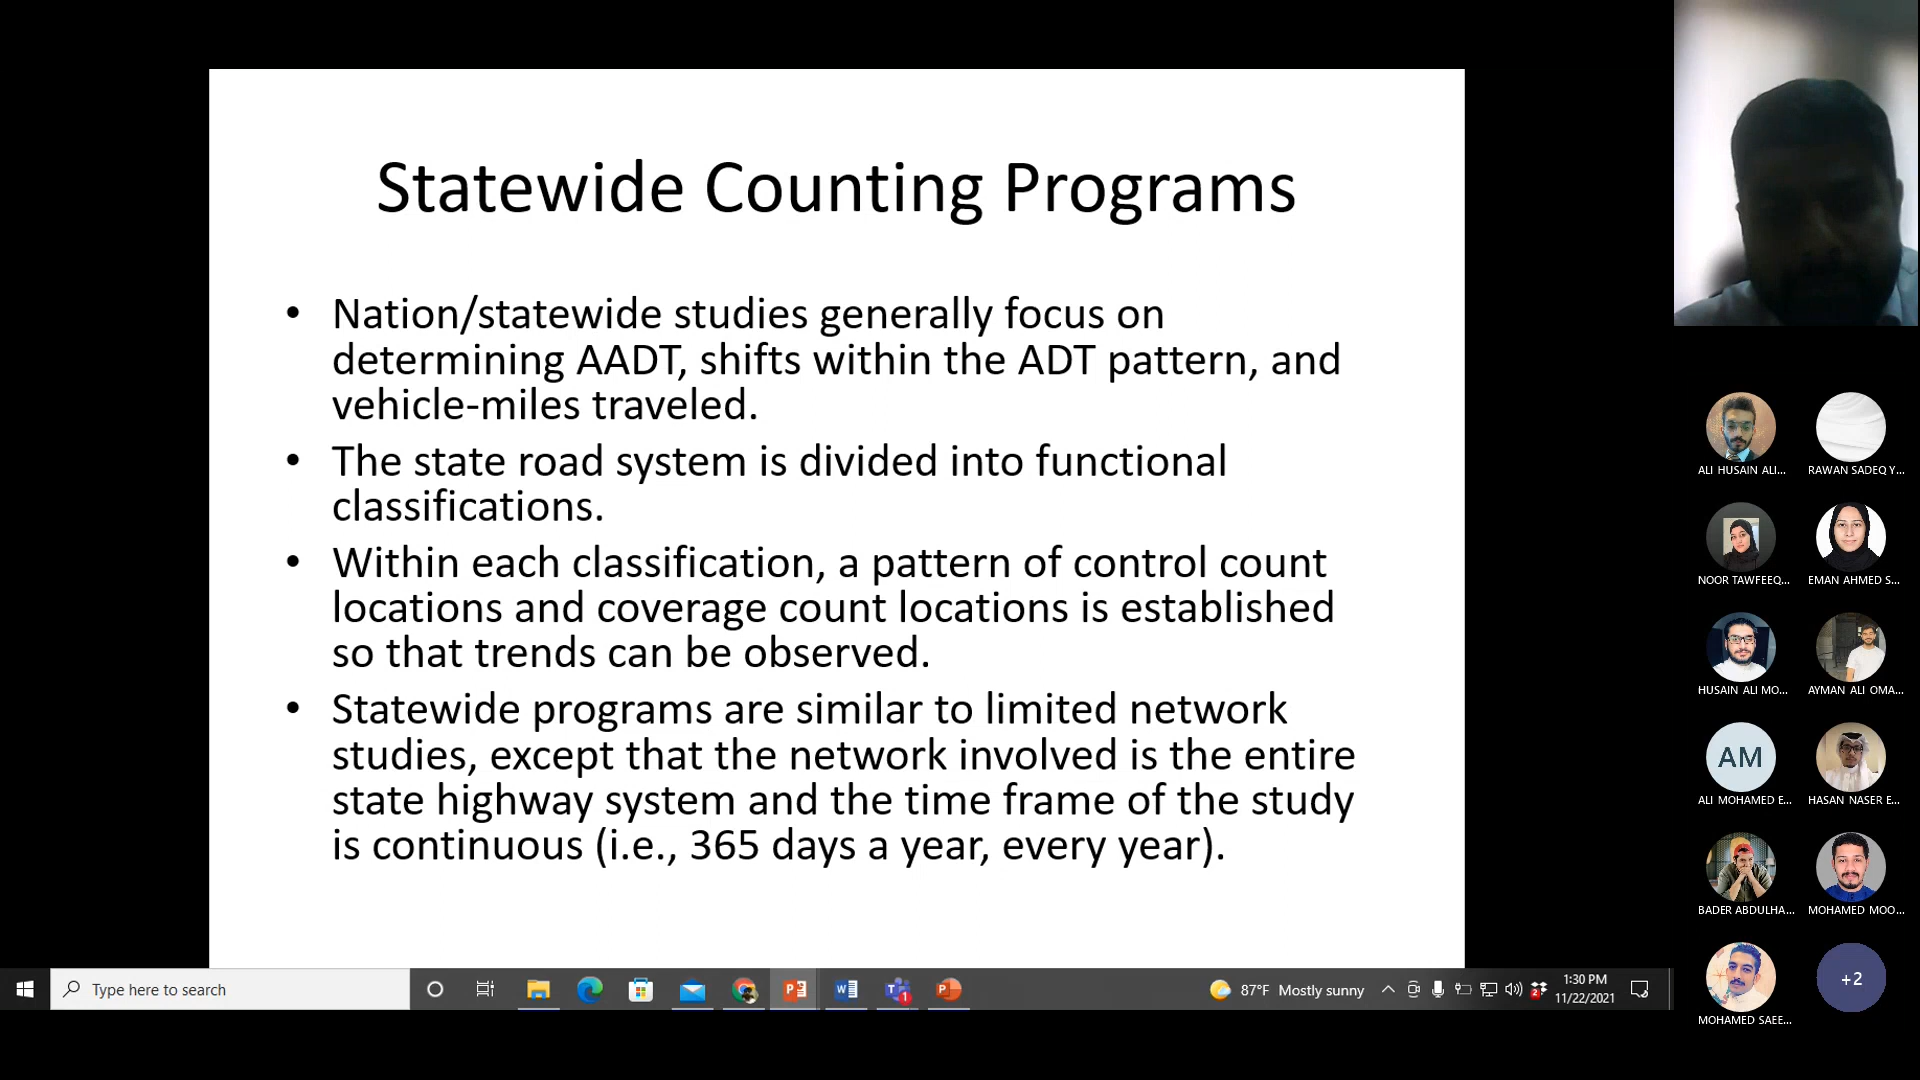 Statewide Counting Programs
• Nation/statewide studies generally focus on
determining AADT, shifts within the ADT pattern, and
vehicle-miles traveled.
• The state road system is divided into functional
classifications.
• Within each classification, a pattern of control count
locations and coverage count locations is established
so that trends can be observed.
• Statewide programs are similar to limited network
studies, except that the network involved is the entire
state highway system and the time frame of the study
is continuous (i.e., 365 days a year, every year).
ALI HUSAIN ALI...
RAWAN SADEQ Y...
NOOR TAWFEEQ...
EMAN AHMED S...
HUSAIN ALI MO...
AYMAN ALI OMA...
AM
ALI MOHAMED E...
HASAN NASER E...
BADER ABDULHA...
MOHAMED MOO...
MOHAMED SAEE...
+2
Type here to search
87°F Mostly sunny
1:30 PM
11/22/2021